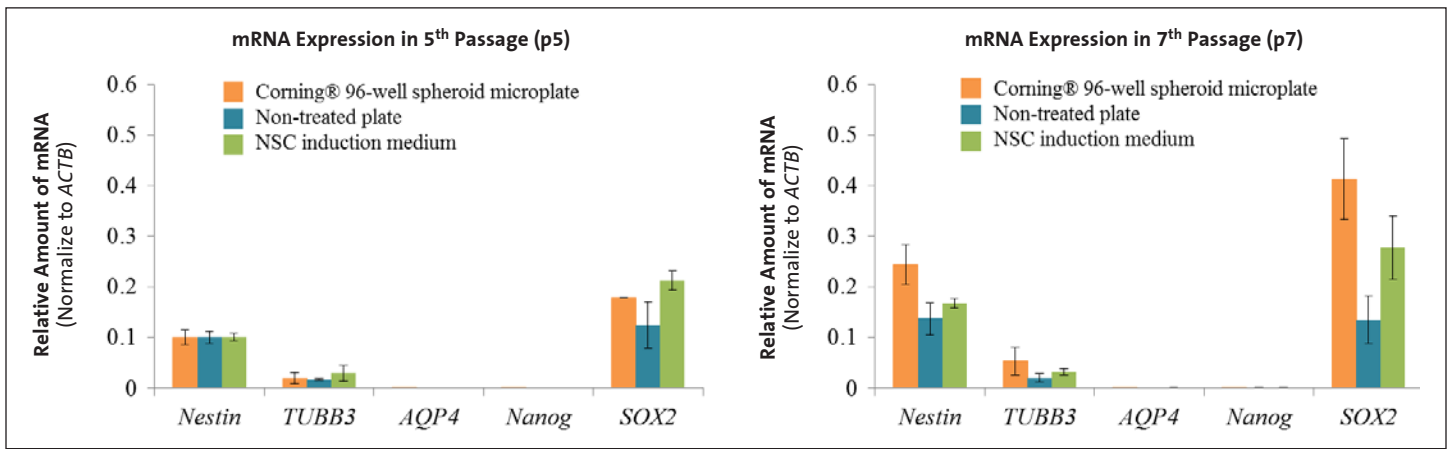 mRNA Expression in 5th Passage (p5)
Relative Amount of mRNA
(Normalize to ACTB)
0.6
0.5
0.4
0.3
0.2
0.1
0
Corning® 96-well spheroid microplate
Non-treated plate
NSC induction medium
Nestin TUBB3 AQP4 Nanog SOX2
mRNA Expression in 7th Passage (p7)
Relative Amount of mRNA
(Normalize to ACTB)
0.6
0.5
0.4
0.3
0.2
0.1
0
Corning® 96-well spheroid microplate
Non-treated plate
NSC induction medium
Nestin TUBB3 AQP4 Nanog SOX2